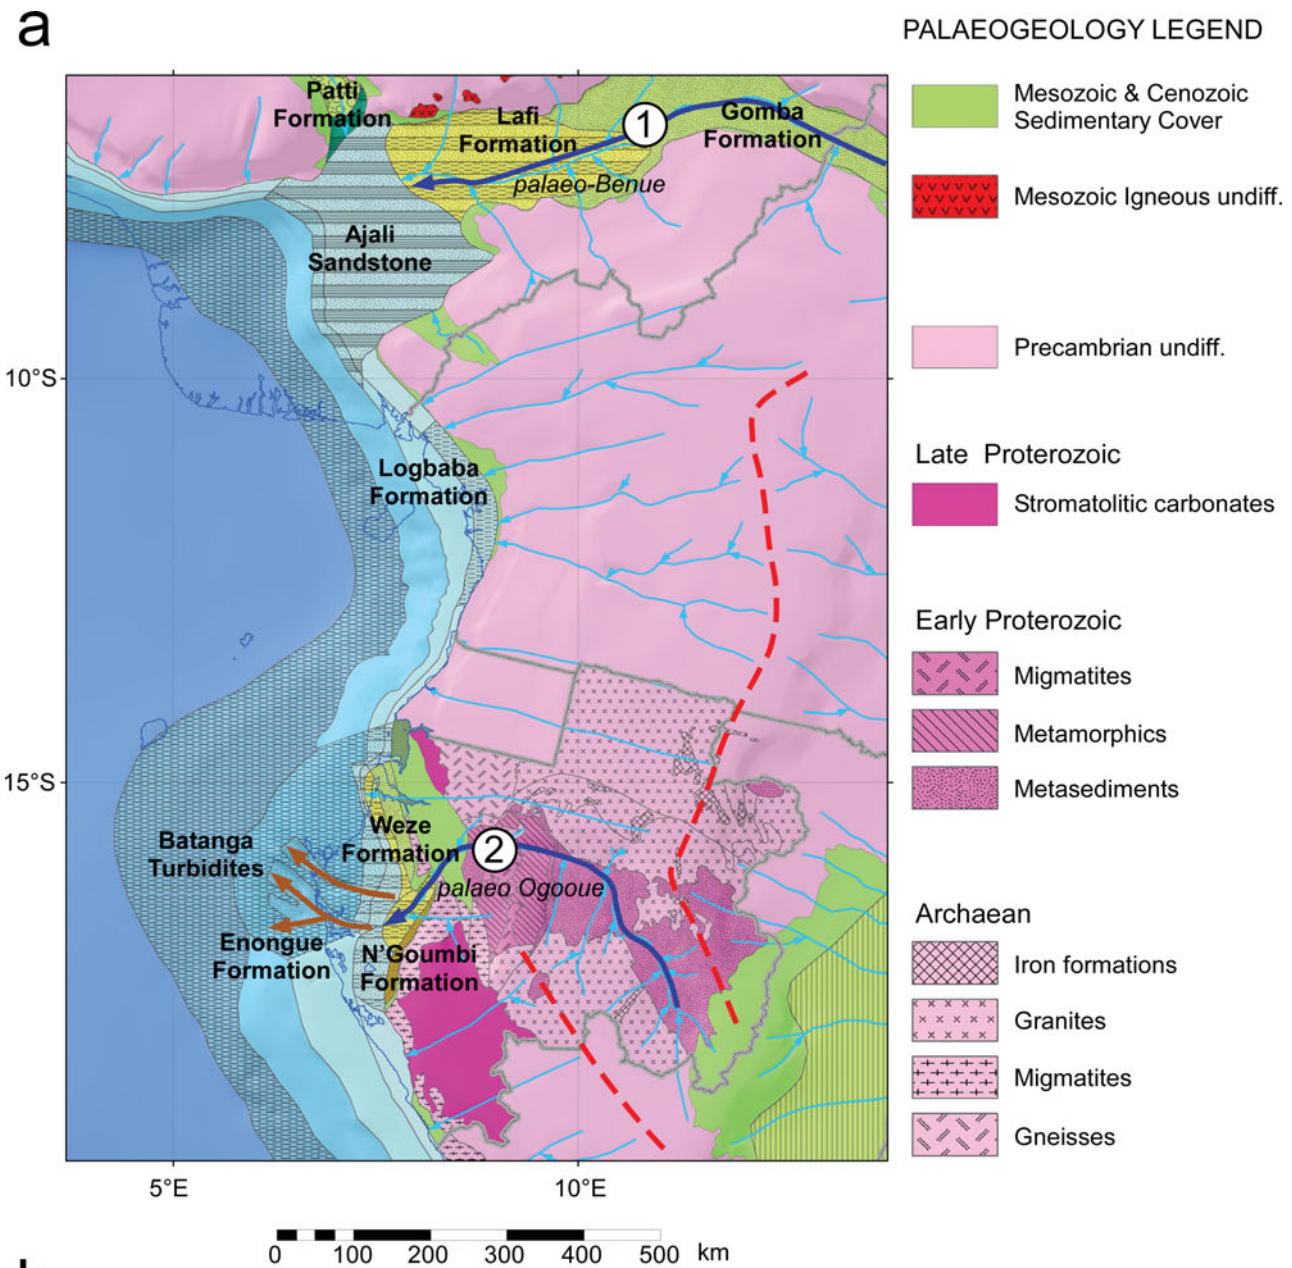 a
PALAEOGEOLOGY LEGEND
Patti
Formation
Lafi
Formation
1
Gomba
Formation
palaeo-Benue
Ajali
Sandstone
10°S
Logbaba
Formation
15°S
Weze
Formation
2
palaeo Ogooue
Batanga
Turbidites
Enongue
Formation
N'Goumbi
Formation
5°E
10°E
0 100 200 300 400 500 km
Mesozoic & Cenozoic
Sedimentary Cover
Mesozoic Igneous undiff.
Precambrian undiff.
Late Proterozoic
Stromatolitic carbonates
Early Proterozoic
Migmatites
Metamorphics
Metasediments
Archaean
Iron formations
Granites
Migmatites
Gneisses